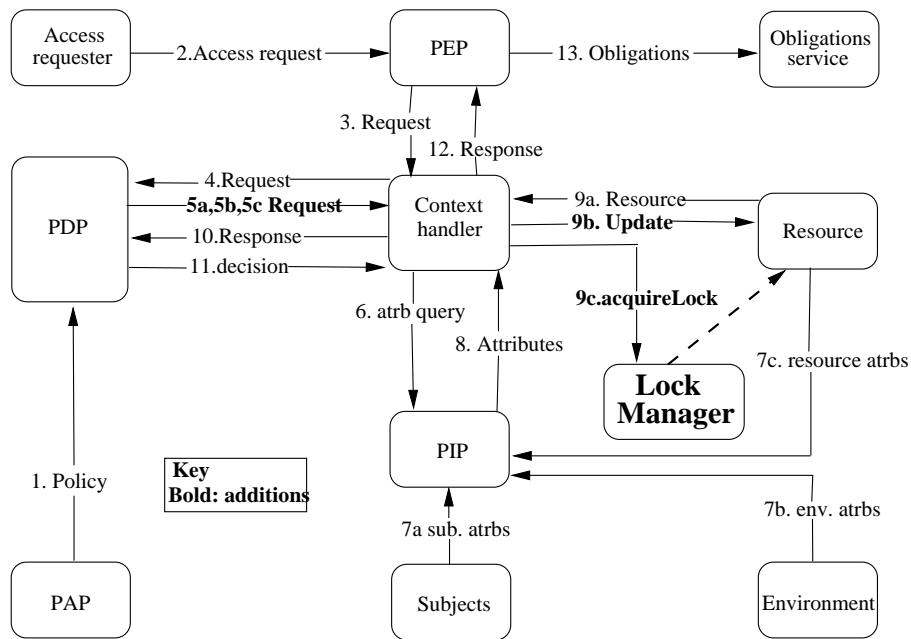 Access
requester
2.Access request
PEP
13. Obligations
Obligations
service
3. Request
12. Response
PDP
4.Request
5a,5b,5c Request
10.Response
11.decision
Context
handler
9a. Resource
9b. Update
Resource
6. atrb query
8. Attributes
9c.acquireLock
7c. resource atrbs
Lock
Manager
1. Policy
Key
Bold: additions
PIP
7a sub. atrbs
7b. env. atrbs
PAP
Subjects
Environment